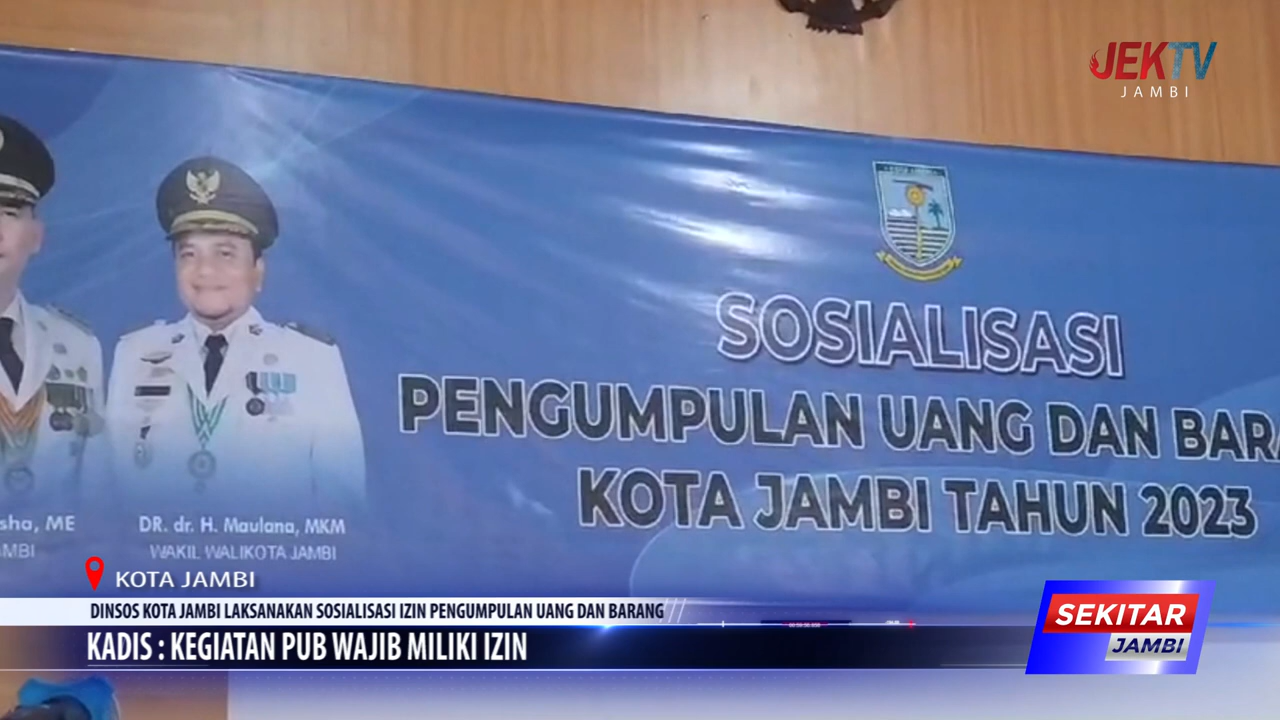 JEKTV
JAMBI
SOSIALISASI
PENGUMPULAN UANG DAN BARA
KOTA JAMBI TAHUN 2023
sha, ME
MBI
DR. dr. H. Maulana, MKM
WAKIL WALIKOTA JAMBI
KOTA JAMBI
DINSOS KOTA JAMBI LAKSANAKAN SOSIALISASI IZIN PENGUMPULAN UANG DAN BARANG
KADIS : KEGIATAN PUB WAJIB MILIKI IZIN
SEKITAR
JAMBI